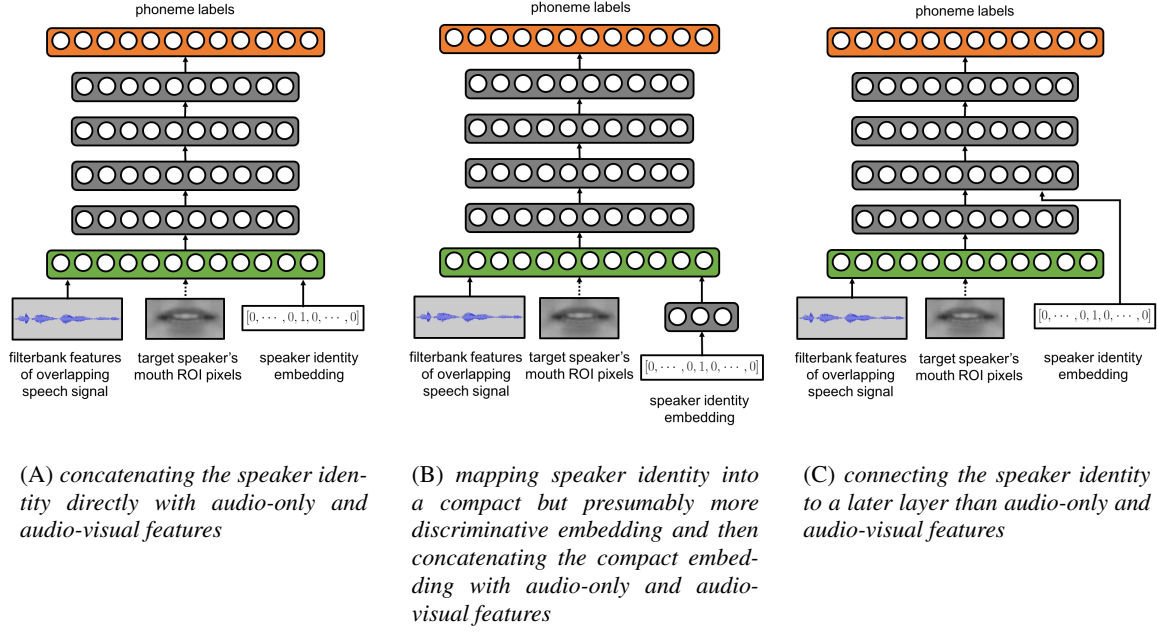 phoneme labels
[0, ⋯ , 0, 1, 0, ⋯ , 0]
filterbank features
of overlapping
speech signal
target speaker's
mouth ROI pixels
speaker identity
embedding
(A) concatenating the speaker iden-
tity directly with audio-only and
audio-visual features
phoneme labels
[0, ⋯ , 0, 1, 0, ⋯ , 0]
filterbank features
of overlapping
speech signal
target speaker's
mouth ROI pixels
speaker identity
embedding
(B) mapping speaker identity into
a compact but presumably more
discriminative embedding and then
concatenating the compact embed-
ding with audio-only and audio-
visual features
phoneme labels
[0, ⋯ , 0, 1, 0, ⋯ , 0]
filterbank features
of overlapping
speech signal
target speaker's
mouth ROI pixels
speaker identity
embedding
(C) connecting the speaker identity
to a later layer than audio-only and
audio-visual features